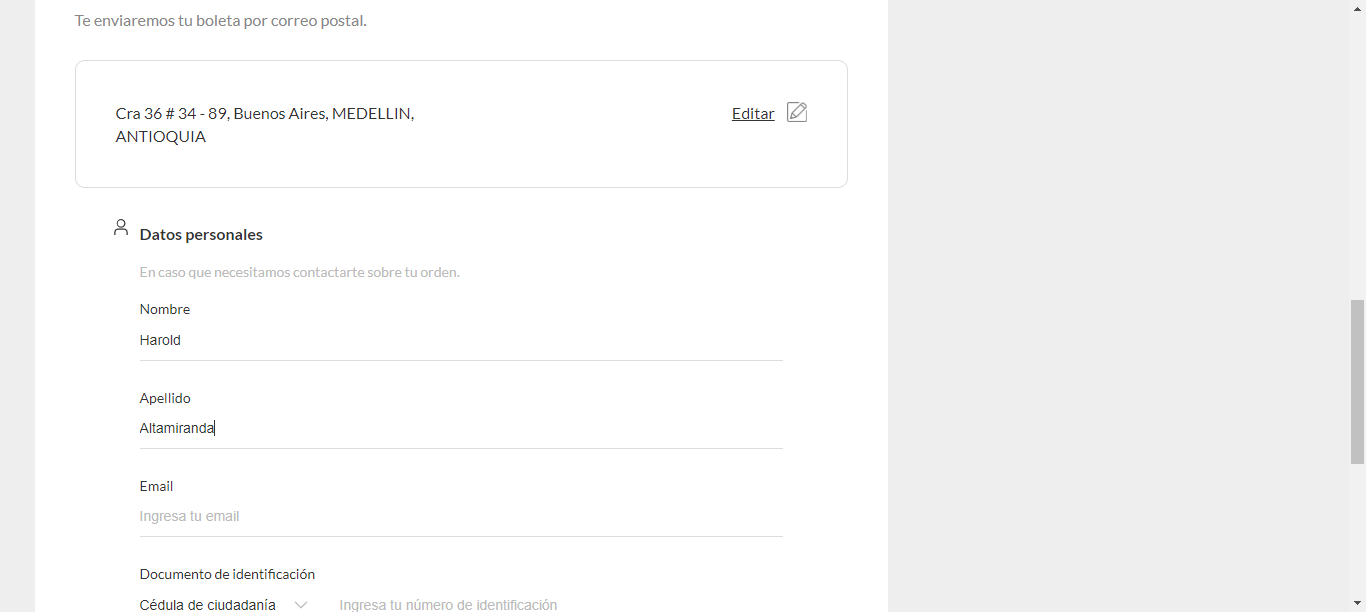 Te enviaremos tu boleta por correo postal.
Cra 36 # 34 - 89, Buenos Aires, MEDELLIN,
ANTIOQUIA
Editar
Datos personales
En caso que necesitamos contactarte sobre tu orden.
Nombre
Harold
Apellido
Altamiranda
Email
Ingresa tu email
Documento de identificación
Cédula de ciudadanía Ingresa tu número de identificación